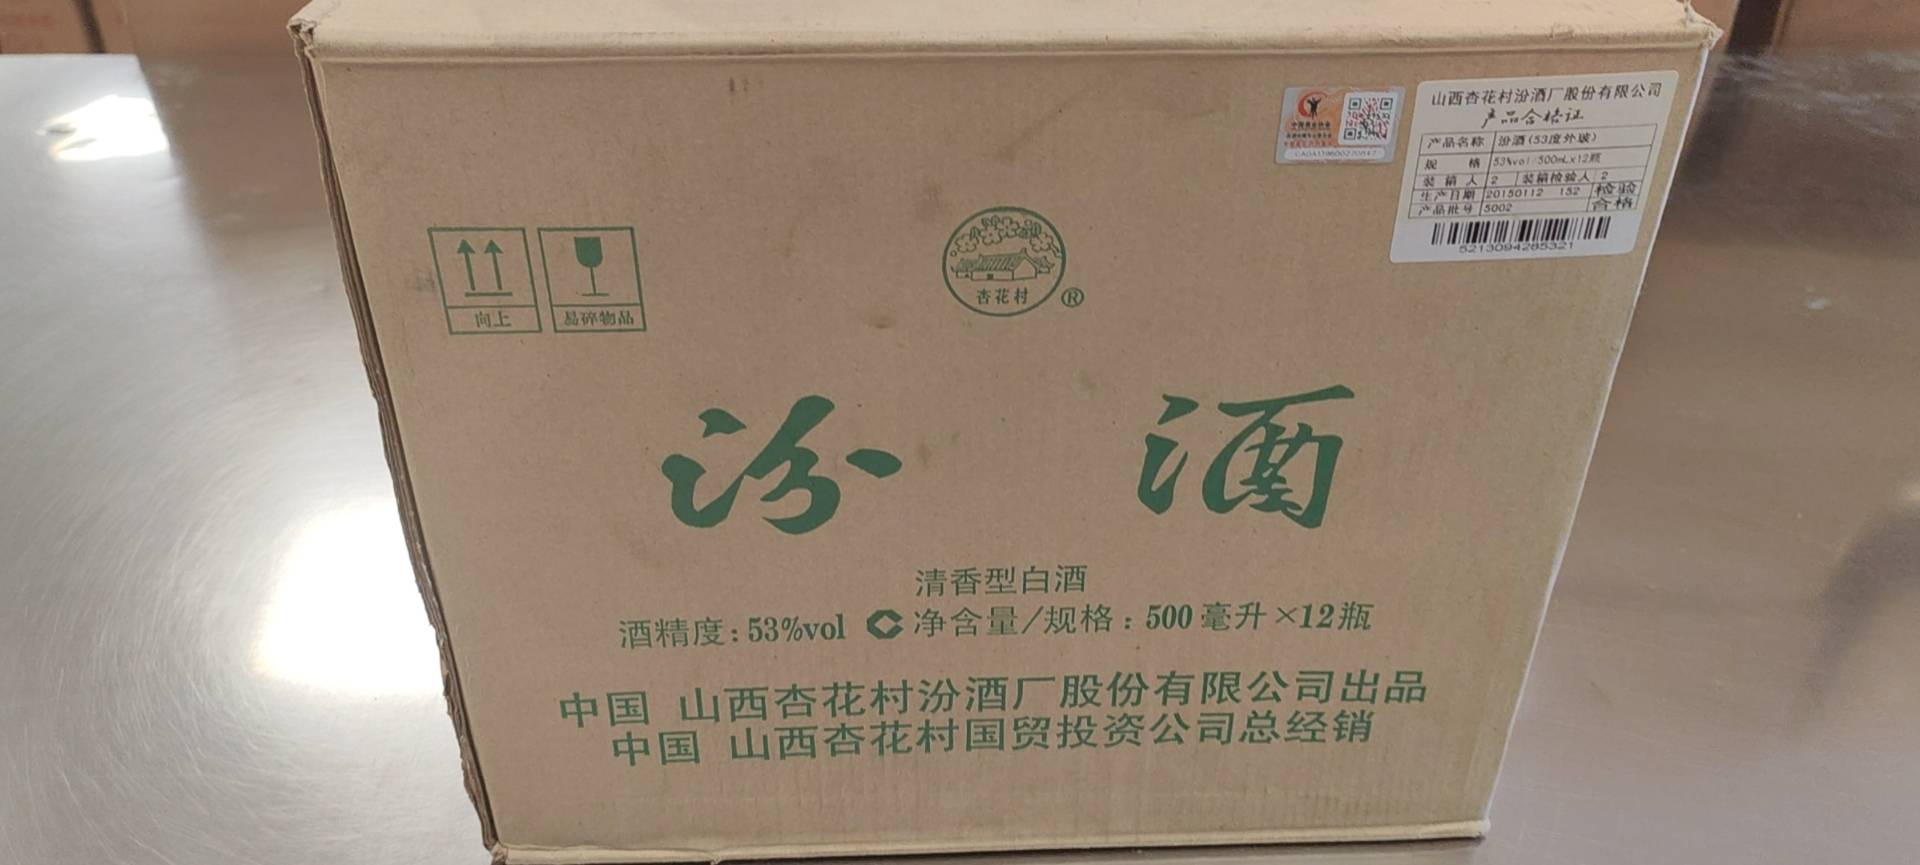 山西杏花村汾酒厂股份有限公司
产品合格证
产品名称 汾酒(53度外玻)
规 格 53%vol/500mL×12瓶
装箱人 2 装箱检验人 2
生产日期 20150112 152 检验
产品批号 5002 合格
5213094285321
向上
易碎物品
杏花村
®
汾 酒
清香型白酒
酒精度: 53%vol 净含量/规格: 500毫升×12瓶
中国 山西杏花村汾酒厂股份有限公司出品
中国 山西杏花村国贸投资公司总经销